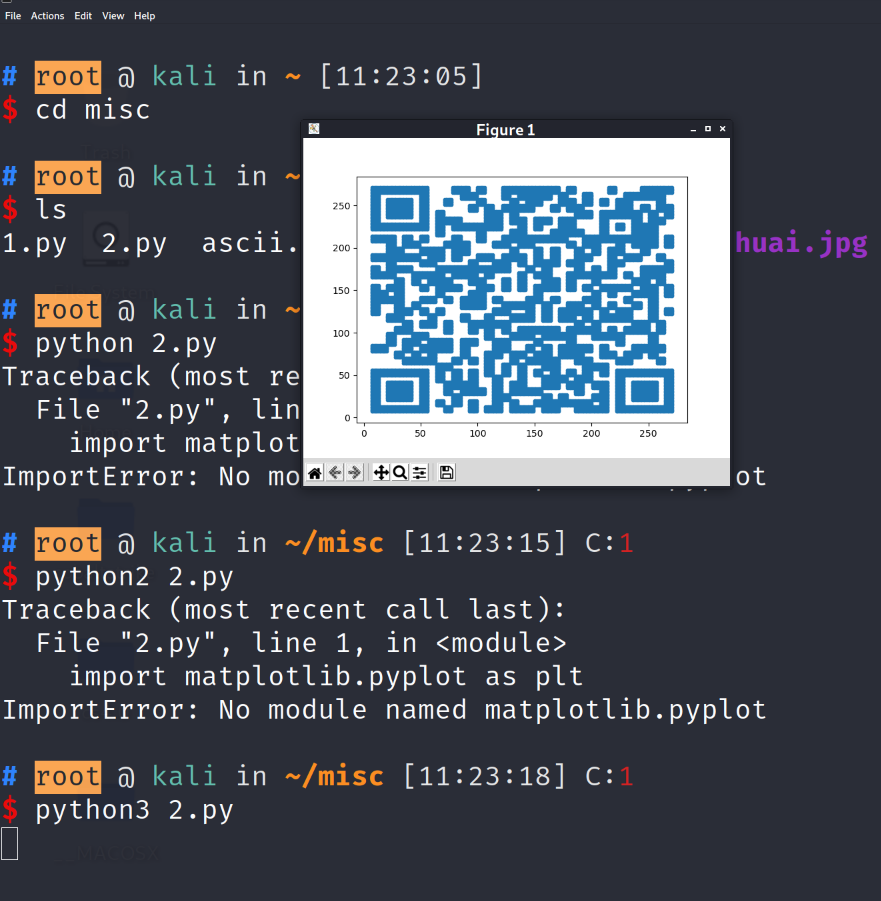 File Actions Edit View Help
# root @ kali in ~ [11:23:05]
$ cd misc
# root @ kali in ~
$ ls
1.py 2.py ascii. huai.jpg
# root @ kali in ~
$ python 2.py
Traceback (most re
File "2.py", lin
import matplot
ImportError: No mo ot
Figure 1
250
200
150
100
50
0
0 50 100 150 200 250
# root @ kali in ~/misc [11:23:15] C:1
$ python2 2.py
Traceback (most recent call last):
File "2.py", line 1, in <module>
import matplotlib.pyplot as plt
ImportError: No module named matplotlib.pyplot
# root @ kali in ~/misc [11:23:18] C:1
$ python3 2.py